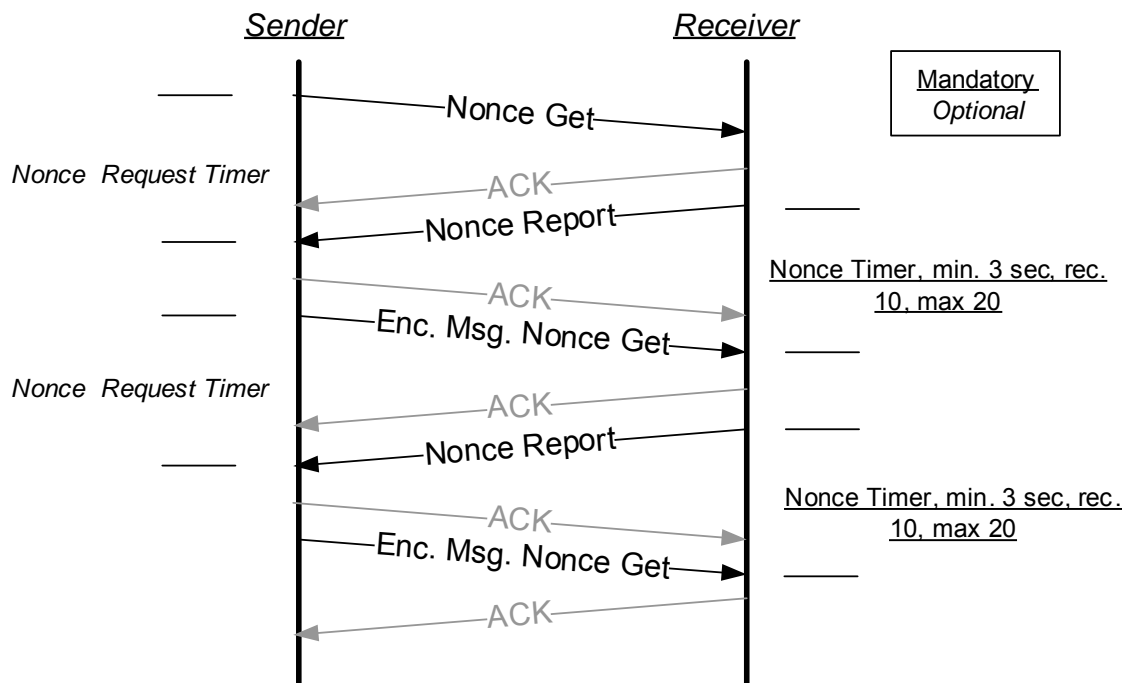 Sender
Receiver
Mandatory
Optional
Nonce Get
Nonce Request Timer
ACK
Nonce Report
Nonce Timer, min. 3 sec, rec.
10, max 20
ACK
Enc. Msg. Nonce Get
Nonce Request Timer
ACK
Nonce Report
Nonce Timer, min. 3 sec, rec.
10, max 20
ACK
Enc. Msg. Nonce Get
ACK